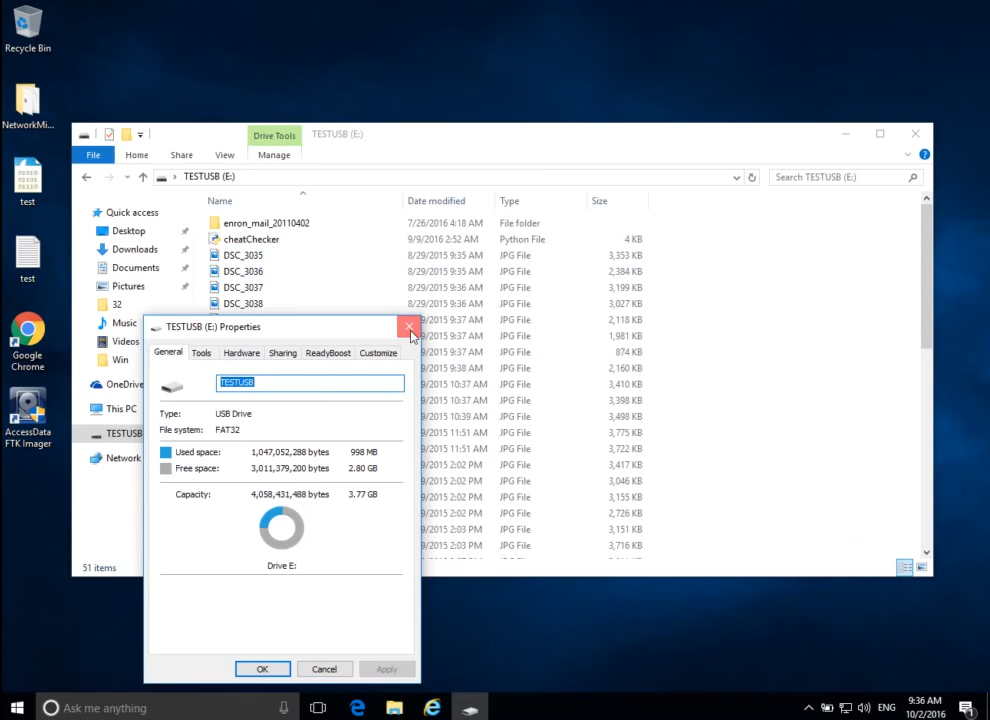 Recycle Bin
NetworkMi...
test
test
Google
Chrome
AccessData
FTK Imager
Drive Tools
TESTUSB (E:)
File
Home
Share
View
Manage
TESTUSB (E:)
Search TESTUSB (E:)
Quick access
Desktop
Downloads
Documents
Pictures
32
Music
Videos
Win
OneDrive
This PC
TESTUSB
Network
Name
Date modified
Type
Size
enron_mail_20110402 7/26/2016 4:18 AM File folder
cheatChecker 9/9/2016 2:52 AM Python File 4 KB
DSC_3035 8/29/2015 9:35 AM JPG File 3,353 KB
DSC_3036 8/29/2015 9:35 AM JPG File 2,384 KB
DSC_3037 8/29/2015 9:36 AM JPG File 3,199 KB
DSC_3038 8/29/2015 9:36 AM JPG File 3,027 KB
9/2015 9:37 AM JPG File 2,118 KB
9/2015 9:37 AM JPG File 1,981 KB
9/2015 9:37 AM JPG File 874 KB
9/2015 9:38 AM JPG File 2,160 KB
9/2015 10:37 AM JPG File 3,410 KB
9/2015 10:37 AM JPG File 3,398 KB
9/2015 10:39 AM JPG File 3,498 KB
9/2015 11:51 AM JPG File 3,775 KB
9/2015 11:51 AM JPG File 3,722 KB
9/2015 2:02 PM JPG File 3,417 KB
9/2015 2:02 PM JPG File 3,046 KB
9/2015 2:02 PM JPG File 3,155 KB
9/2015 2:02 PM JPG File 2,726 KB
9/2015 2:03 PM JPG File 3,151 KB
9/2015 2:03 PM JPG File 3,716 KB
51 items
TESTUSB (E:) Properties
General Tools Hardware Sharing ReadyBoost Customize
TESTUSB
Type: USB Drive
File system: FAT32
Used space: 1,047,052,288 bytes 998 MB
Free space: 3,011,379,200 bytes 2.80 GB
Capacity: 4,058,431,488 bytes 3.77 GB
Drive E:
OK Cancel Apply
Ask me anything
ENG
9:36 AM
10/2/2016